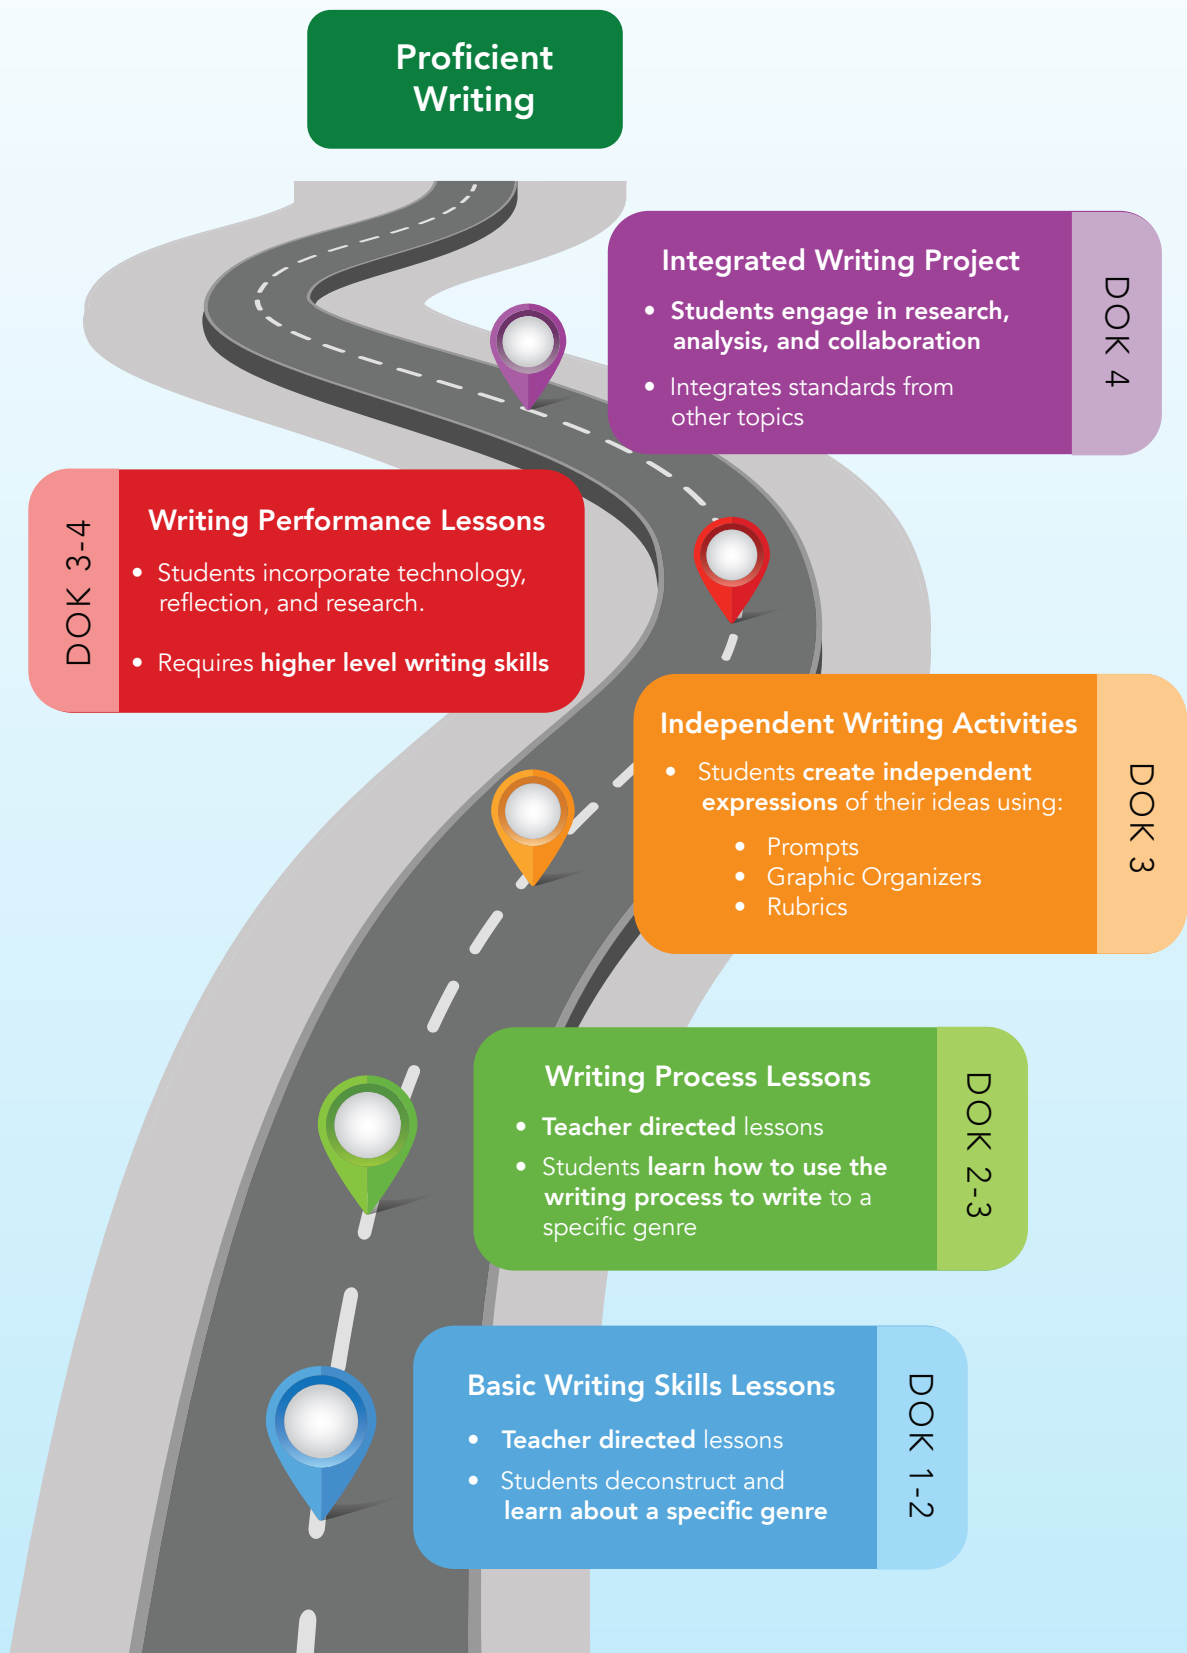 Proficient
Writing
Integrated Writing Project
• Students engage in research,
analysis, and collaboration
• Integrates standards from
other topics
DOK 4
DOK 3-4
Writing Performance Lessons
• Students incorporate technology,
reflection, and research.
• Requires higher level writing skills
Independent Writing Activities
• Students create independent
expressions of their ideas using:
• Prompts
• Graphic Organizers
• Rubrics
DOK 3
Writing Process Lessons
• Teacher directed lessons
• Students learn how to use the
writing process to write to a
specific genre
DOK 2-3
Basic Writing Skills Lessons
• Teacher directed lessons
• Students deconstruct and
learn about a specific genre
DOK 1-2